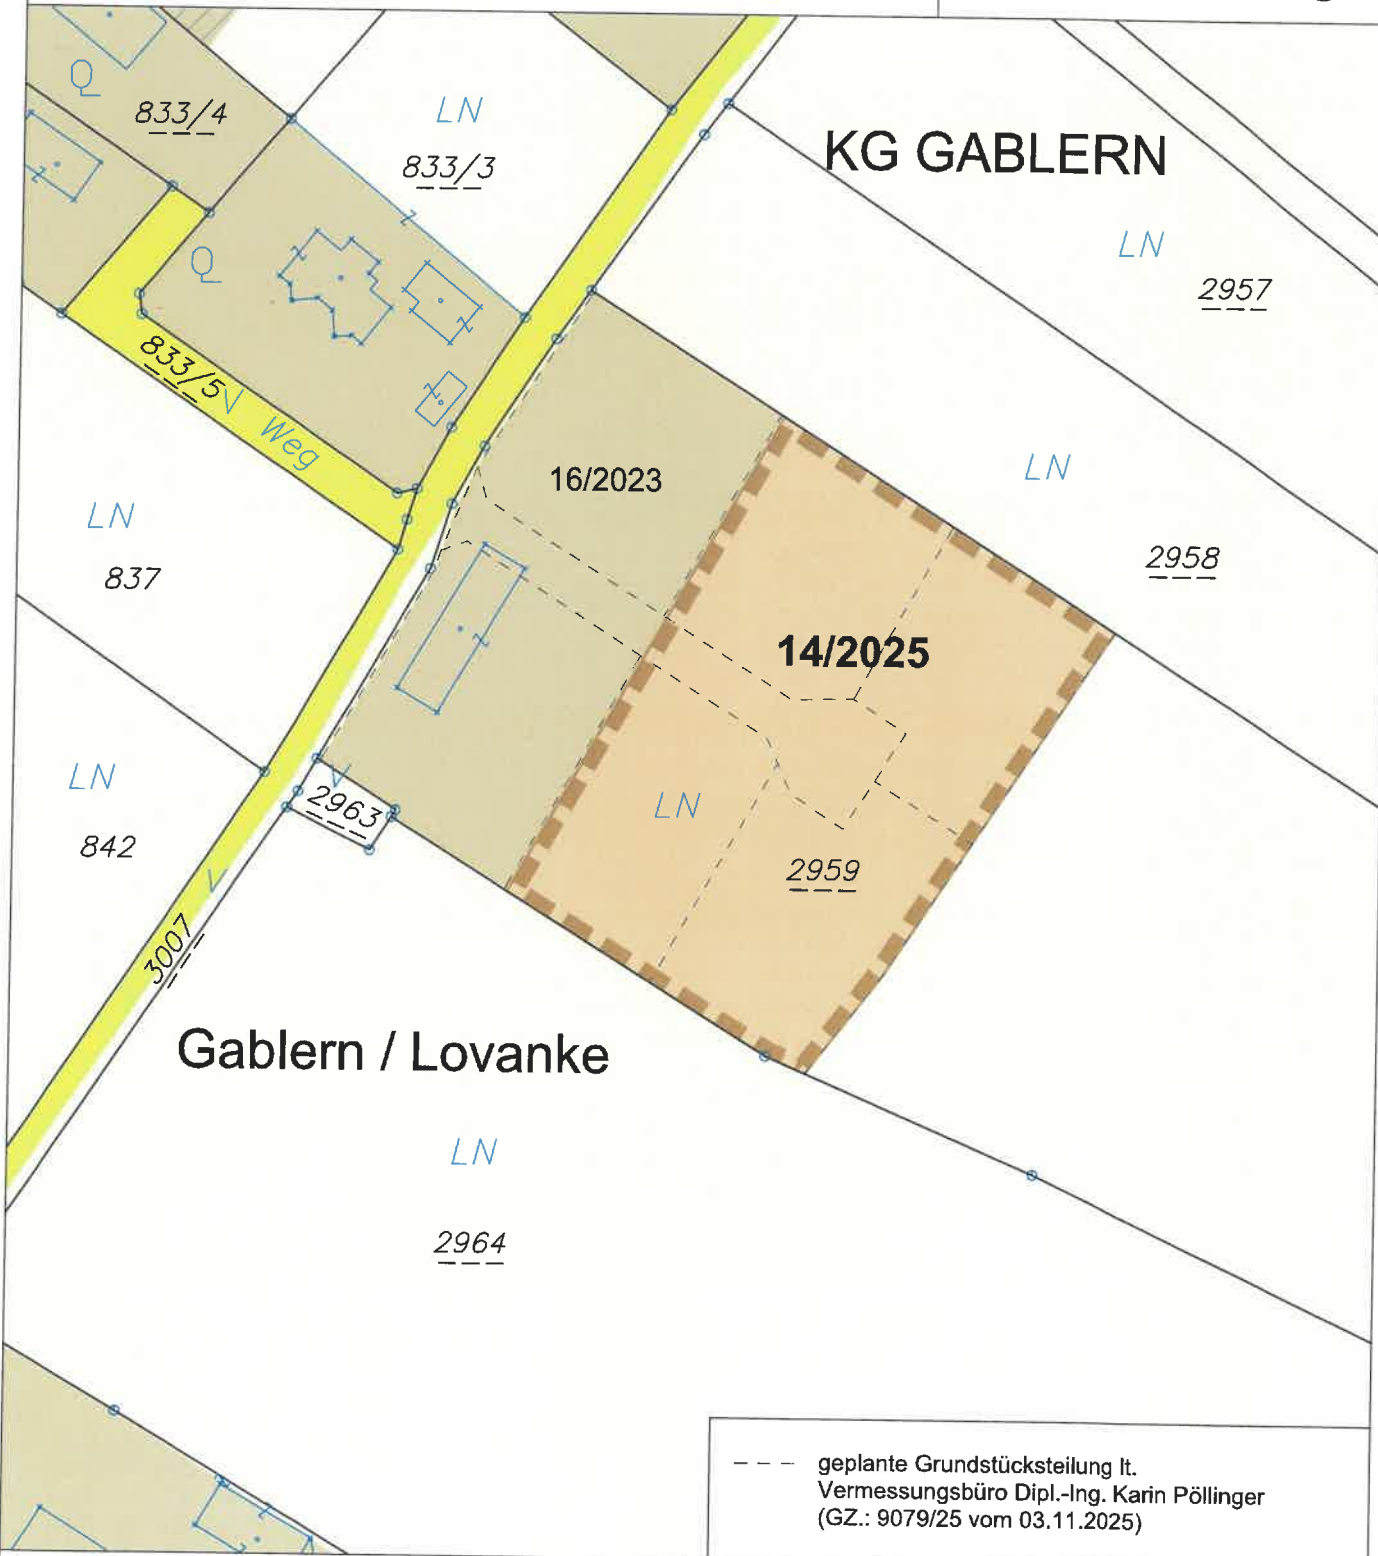 Q
833/4
LN
833/3
KG GABLERN
LN
2957
Q
833/5
Weg
16/2023
LN
2958
LN
837
14/2025
LN
842
2963
LN
2959
3007
Gablern / Lovanke
LN
2964
geplante Grundstücksteilung lt.
Vermessungsbüro Dipl.-Ing. Karin Pöllinger
(GZ.: 9079/25 vom 03.11.2025)